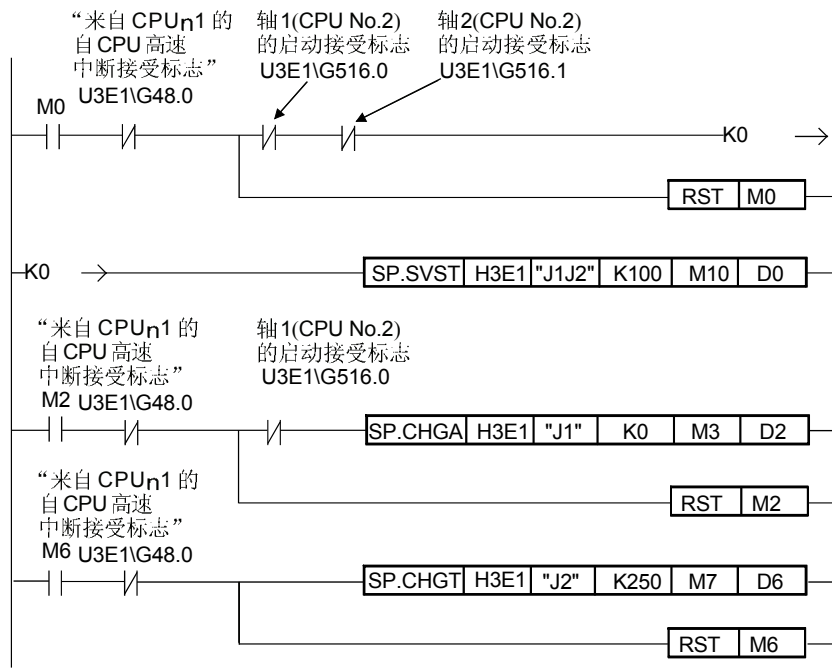 “来自 CPUn1 的 轴1(CPU No.2) 轴2(CPU No.2)
自 CPU 高速 的启动接受标志 的启动接受标志
中断接受标志” U3E1\G516.0 U3E1\G516.1
U3E1\G48.0
M0
K0
RST M0
K0 SP.SVST H3E1 "J1J2" K100 M10 D0
“来自 CPUn1 的 轴1(CPU No.2)
自 CPU 高速 的启动接受标志
中断接受标志” U3E1\G516.0
M2 U3E1\G48.0
SP.CHGA H3E1 "J1" K0 M3 D2
“来自 CPUn1 的
自 CPU 高速
中断接受标志”
RST M2
M6 U3E1\G48.0
SP.CHGT H3E1 "J2" K250 M7 D6
RST M6